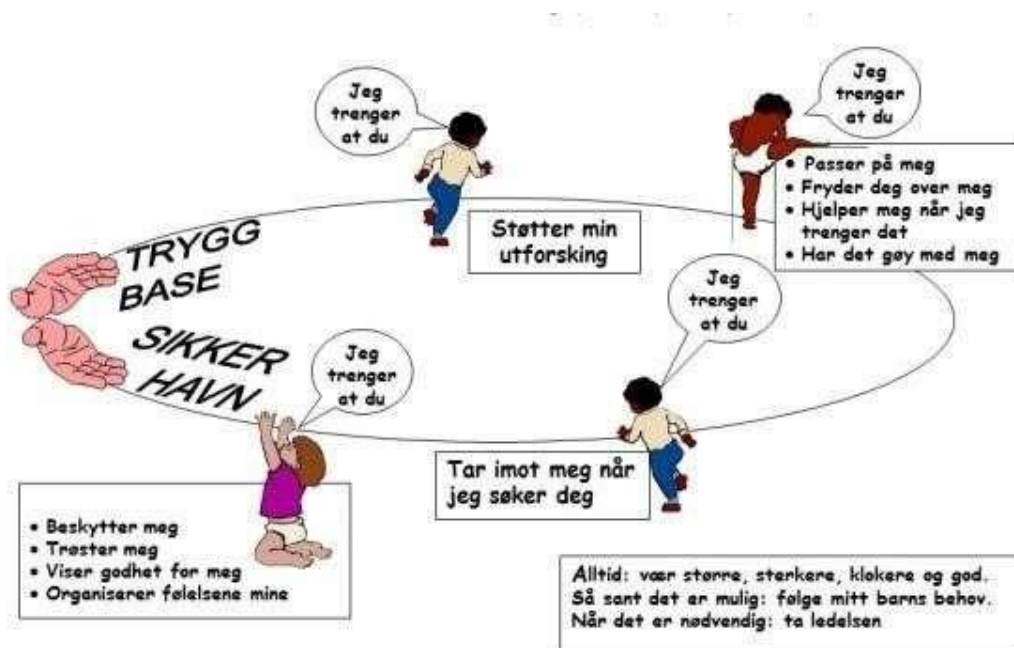 Jeg
trenger
at du
Jeg
trenger
at du
• Passer på meg
• Fryder deg over meg
• Hjelper meg når jeg
trenger det
• Har det gøy med meg
Støtter min
utforsking
TRYGG
BASE
SIKKER
HAVN
Jeg
trenger
at du
Jeg
trenger
at du
Tar imot meg når
jeg søker deg
• Beskytter meg
• Trøster meg
• Viser godhet for meg
• Organiserer følelsene mine
Alltid: vær større, sterkere, klokere og god.
Så sant det er mulig: følge mitt barns behov.
Når det er nødvendig: ta ledelsen